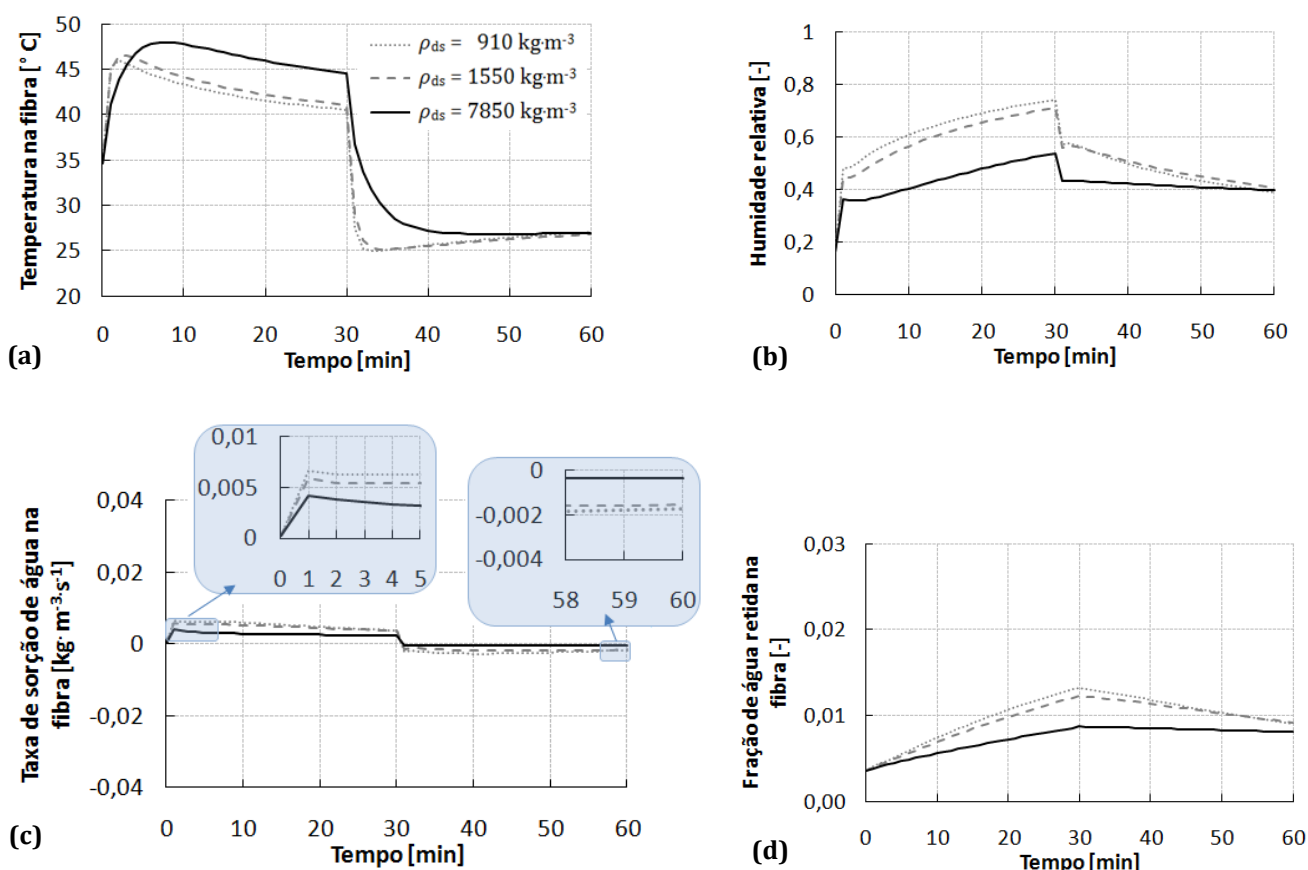 Temperatura na fibra [° C]
50
45
40
35
30
25
20
ρds = 910 kg·m-3
ρds = 1550 kg·m-3
ρds = 7850 kg·m-3
0 10 20 30 40 50 60
Tempo [min]
(a)
Humidade relativa [-]
1
0,8
0,6
0,4
0,2
0
0 10 20 30 40 50 60
Tempo [min]
(b)
Taxa de sorção de água na
fibra [kg·m-3.s-1]
0,04
0,02
0
-0,02
-0,04
0,01
0,005
0
0 1 2 3 4 5
0
-0,002
-0,004
58 59 60
0 10 20 30 40 50 60
Tempo [min]
(c)
Fração de água retida na
fibra [-]
0,03
0,02
0,01
0,00
0 10 20 30 40 50 60
Tempo [min]
(d)